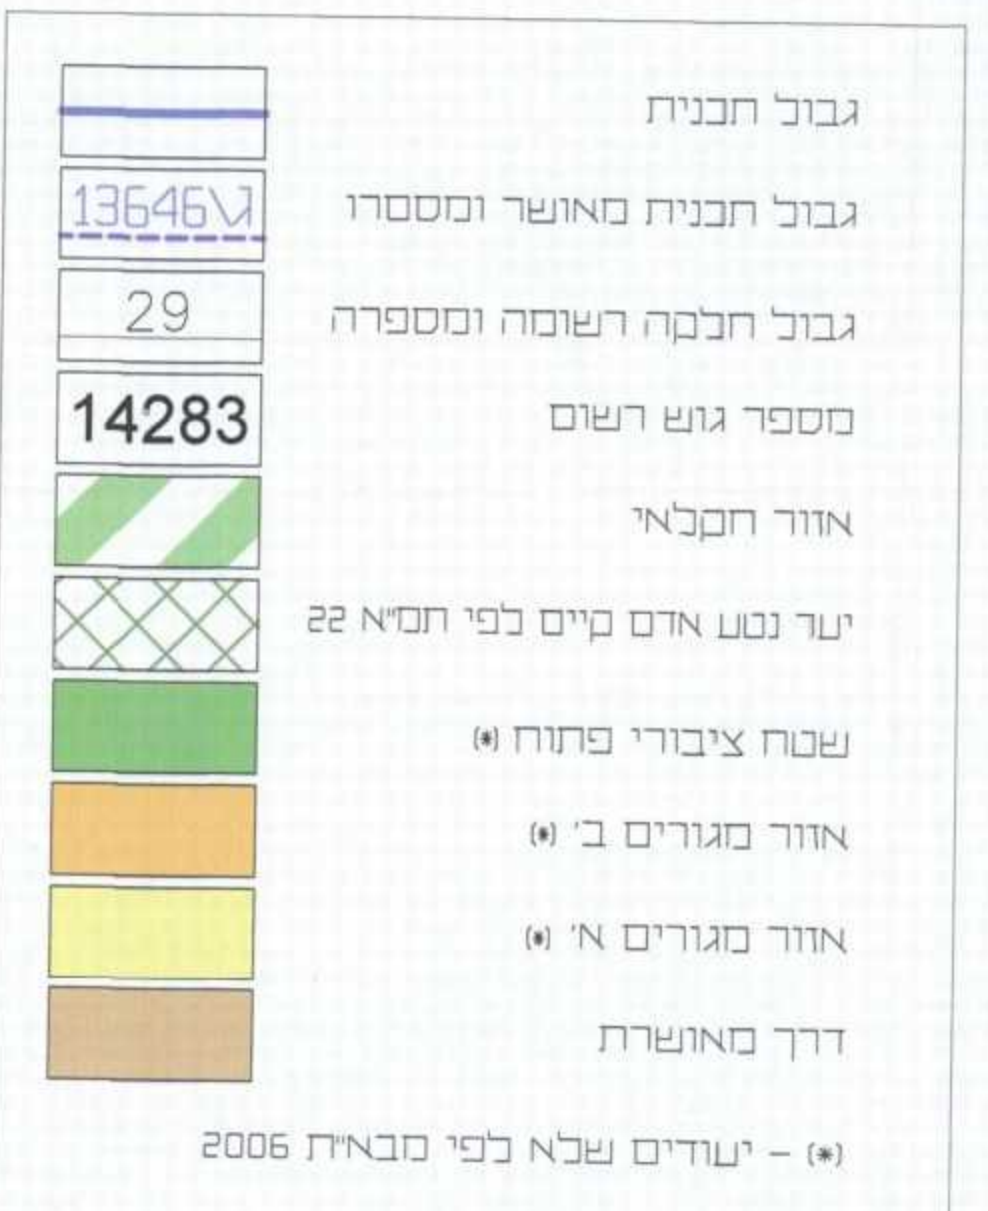 גבול תכנית
גבול תכנית מאושר ומספרו ג\13646
גבול חלקה רשומה ומספרה 29
מספר גוש רשום 14283
אזור חקלאי
יער נטע אדם קיים לפי תמ"א 22
שטח ציבורי פתוח (*)
אזור מגורים ב' (*)
אזור מגורים א' (*)
דרך מאושרת
(*) - יעודים שלא לפי מבא"ת 2006